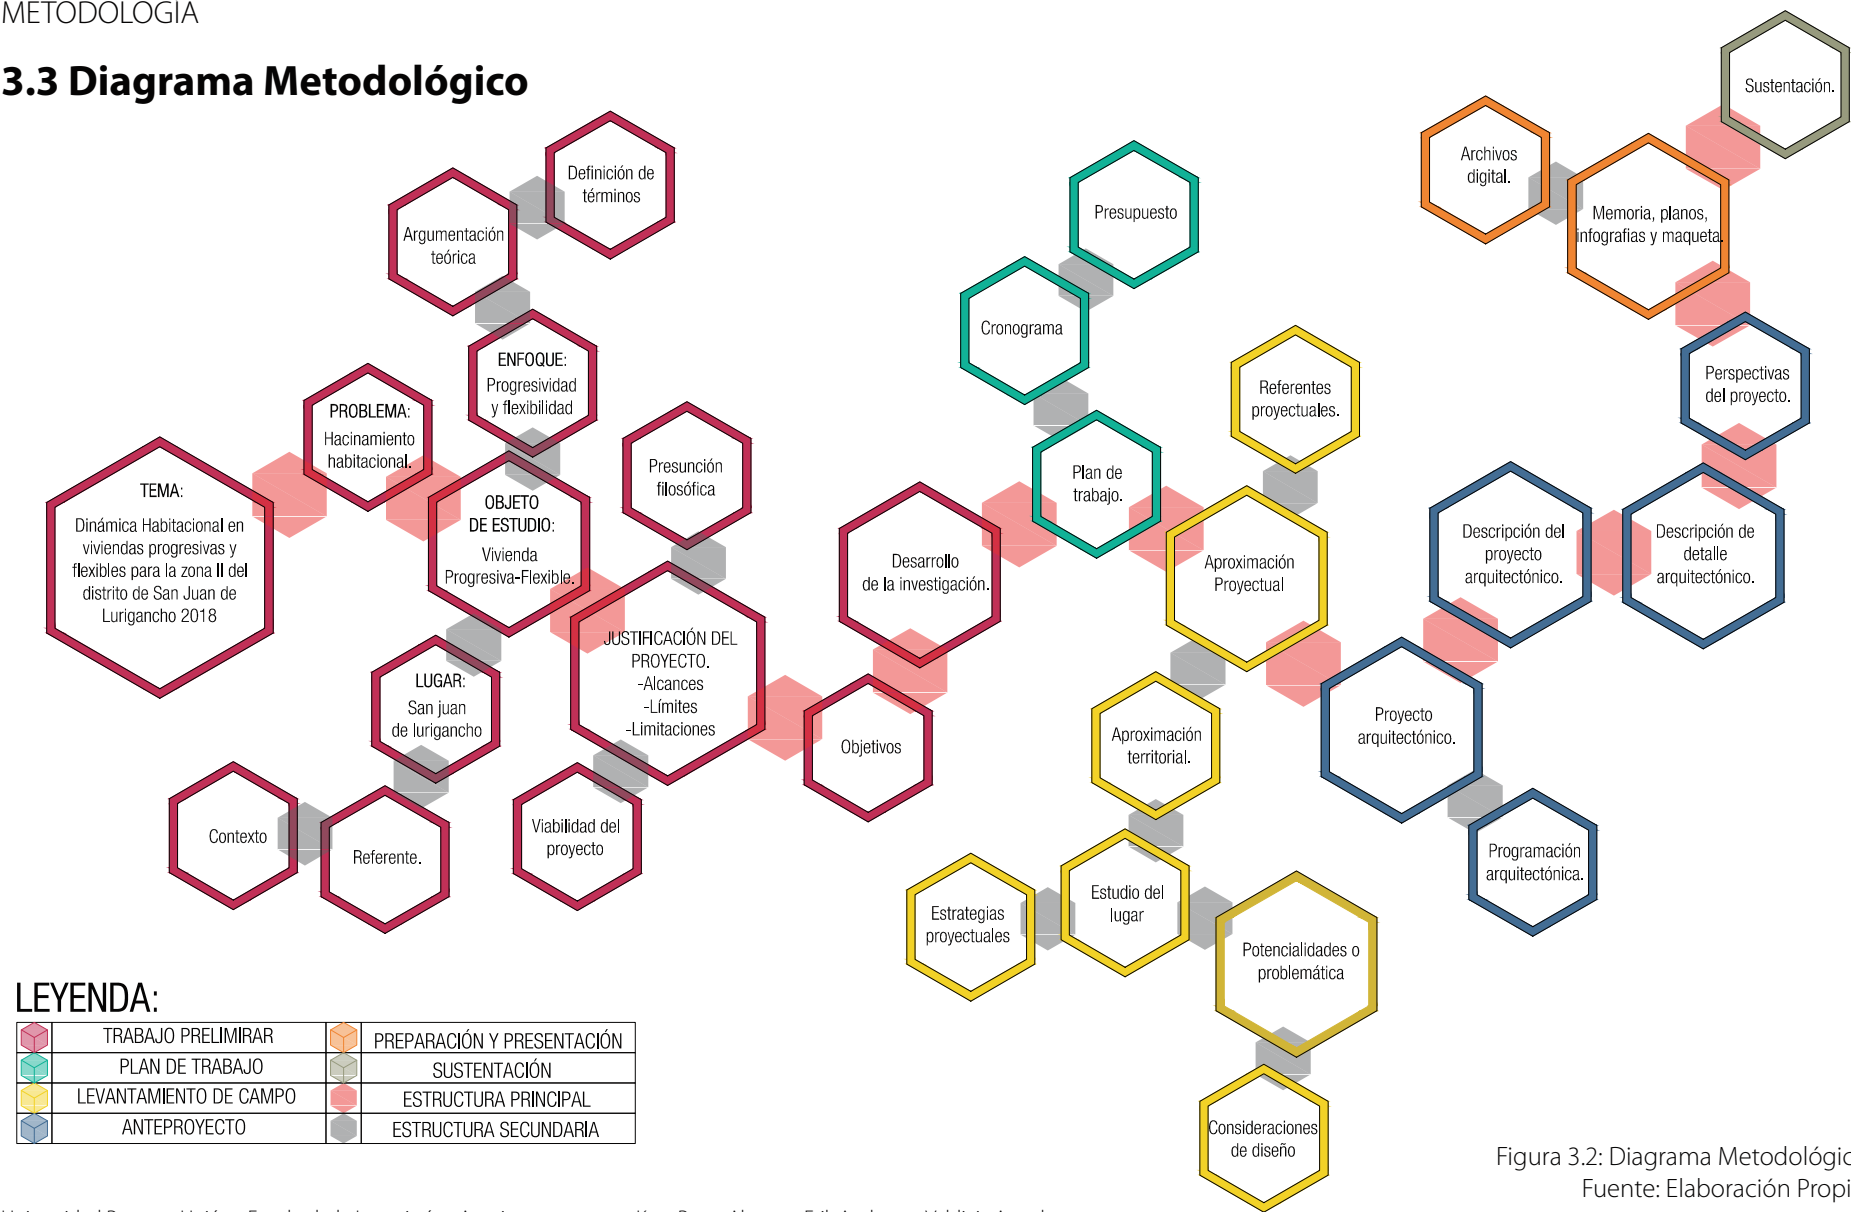 METODOLOGÍA
3.3 Diagrama Metodológico
Sustentación.
Archivos
digital.
Memoria, planos,
infografias y maqueta.
Definición de
términos
Argumentación
teórica
Presupuesto
Cronograma
ENFOQUE:
Progresividad
y flexibilidad
Referentes
proyectuales.
Perspectivas
del proyecto.
PROBLEMA:
Hacinamiento
habitacional.
Presunción
filosófica
Plan de
trabajo.
TEMA:
Dinámica Habitacional en
viviendas progresivas y
flexibles para la zona II del
distrito de San Juan de
Lurigancho 2018
OBJETO
DE ESTUDIO:
Vivienda
Progresiva-Flexible.
Desarrollo
de la investigación.
Aproximación
Proyectual
Descripción del
proyecto
arquitectónico.
Descripción de
detalle
arquitectónico.
JUSTIFICACIÓN DEL
PROYECTO.
-Alcances
-Límites
-Limitaciones
LUGAR:
San juan
de lurigancho
Objetivos
Aproximación
territorial.
Proyecto
arquitectónico.
Contexto
Referente.
Viabilidad del
proyecto
Programación
arquitectónica.
Estrategias
proyectuales
Estudio del
lugar
Potencialidades o
problemática
Consideraciones
de diseño
LEYENDA:
TRABAJO PRELIMIRAR
PREPARACIÓN Y PRESENTACIÓN
PLAN DE TRABAJO
SUSTENTACIÓN
LEVANTAMIENTO DE CAMPO
ESTRUCTURA PRINCIPAL
ANTEPROYECTO
ESTRUCTURA SECUNDARIA
Figura 3.2: Diagrama Metodológic
Fuente: Elaboración Propi